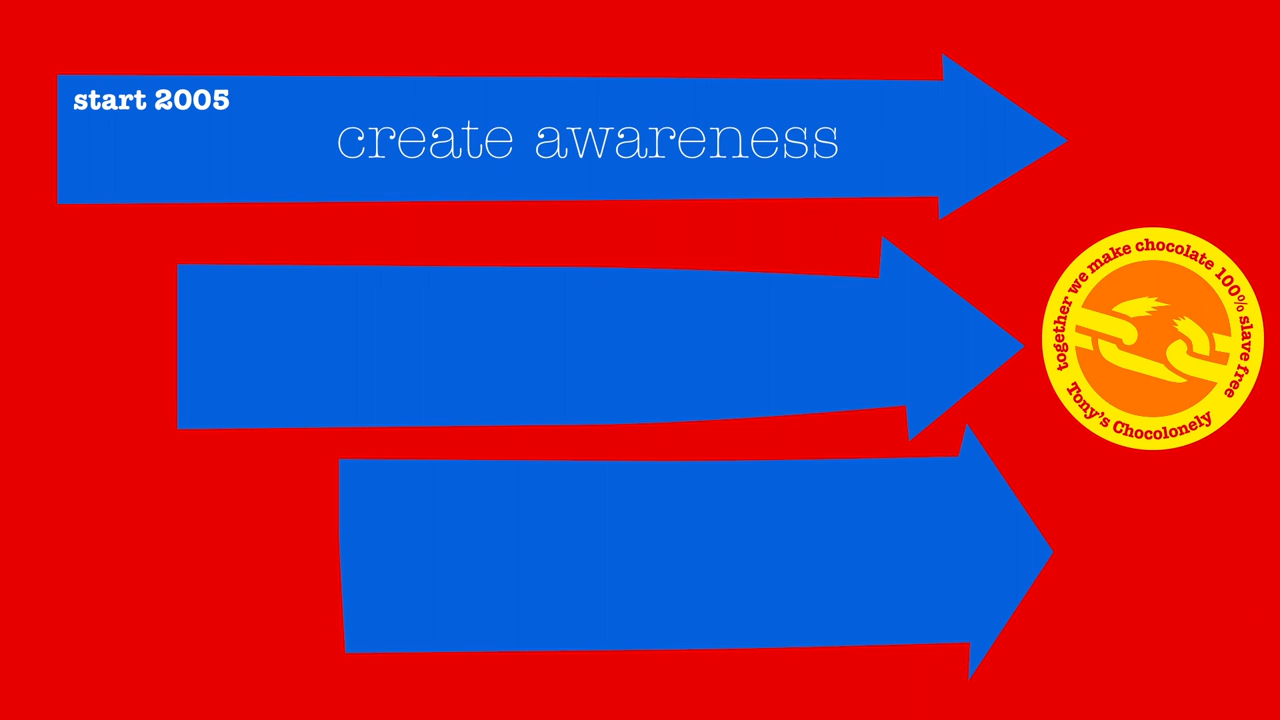 start 2005
create awareness
together we make chocolate 100% slave free
Tony's Chocolonely